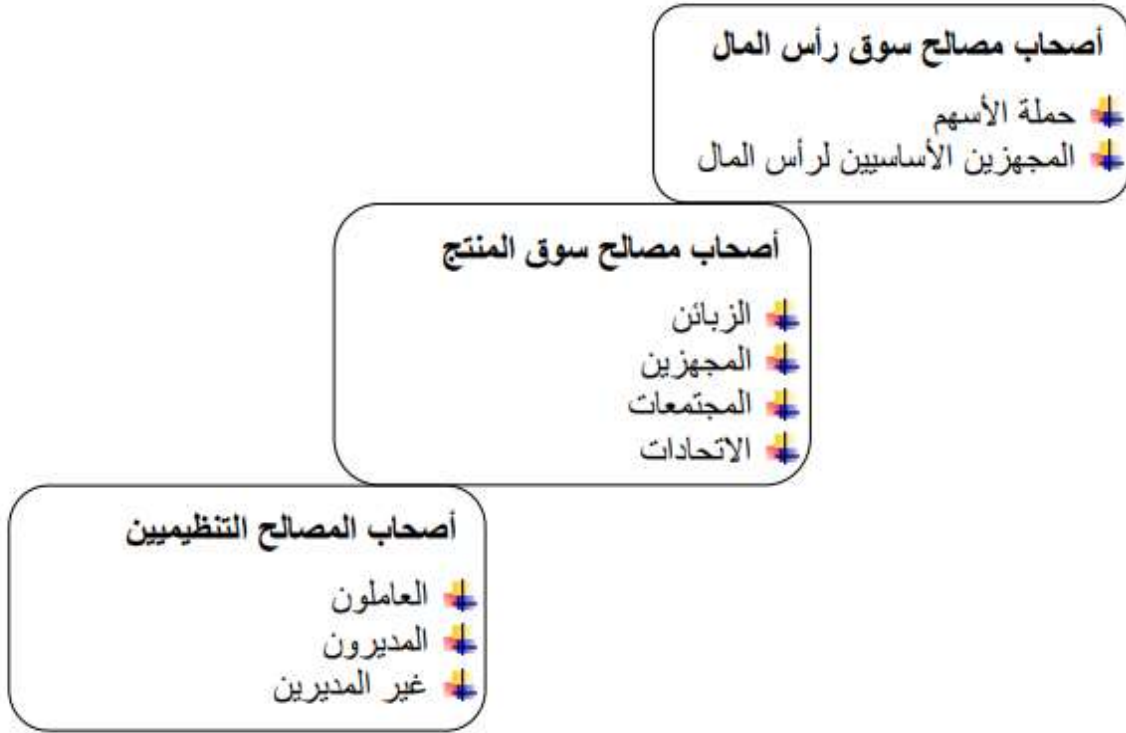 أصحاب مصالح سوق رأس المال
حملة الأسهم
المجهزين الأساسيين لرأس المال
أصحاب مصالح سوق المنتج
الزبائن
المجهزين
المجتمعات
الاتحادات
أصحاب المصالح التنظيميين
العاملون
المديرون
غير المديرين